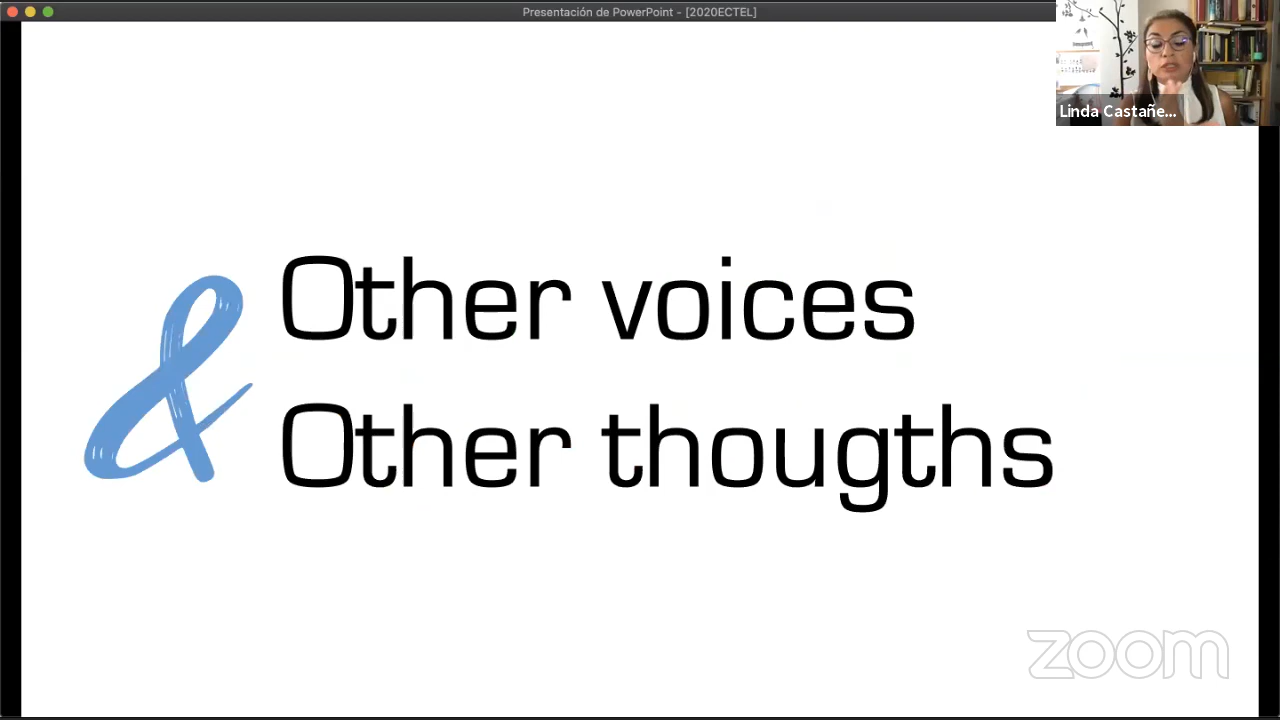 Presentación de PowerPoint - [2020ECTEL]
Linda Castañe...
& Other voices
Other thougths
zoom